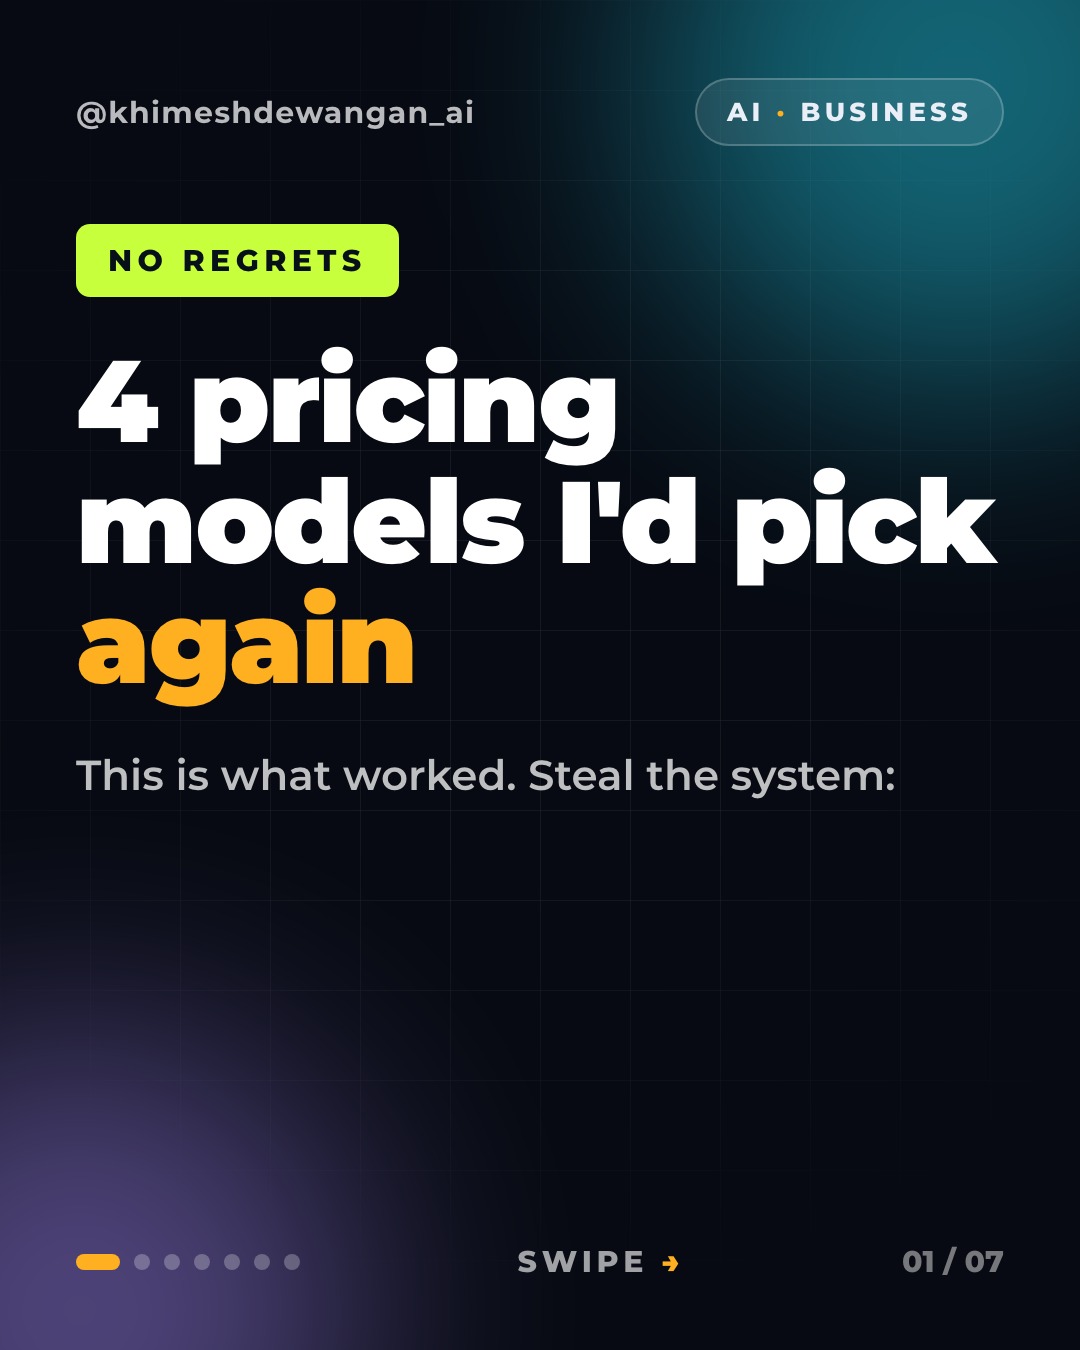 @khimeshdewangan_ai
AI · BUSINESS
NO REGRETS
4 pricing
models I'd pick
again
This is what worked. Steal the system:
SWIPE →
01 / 07